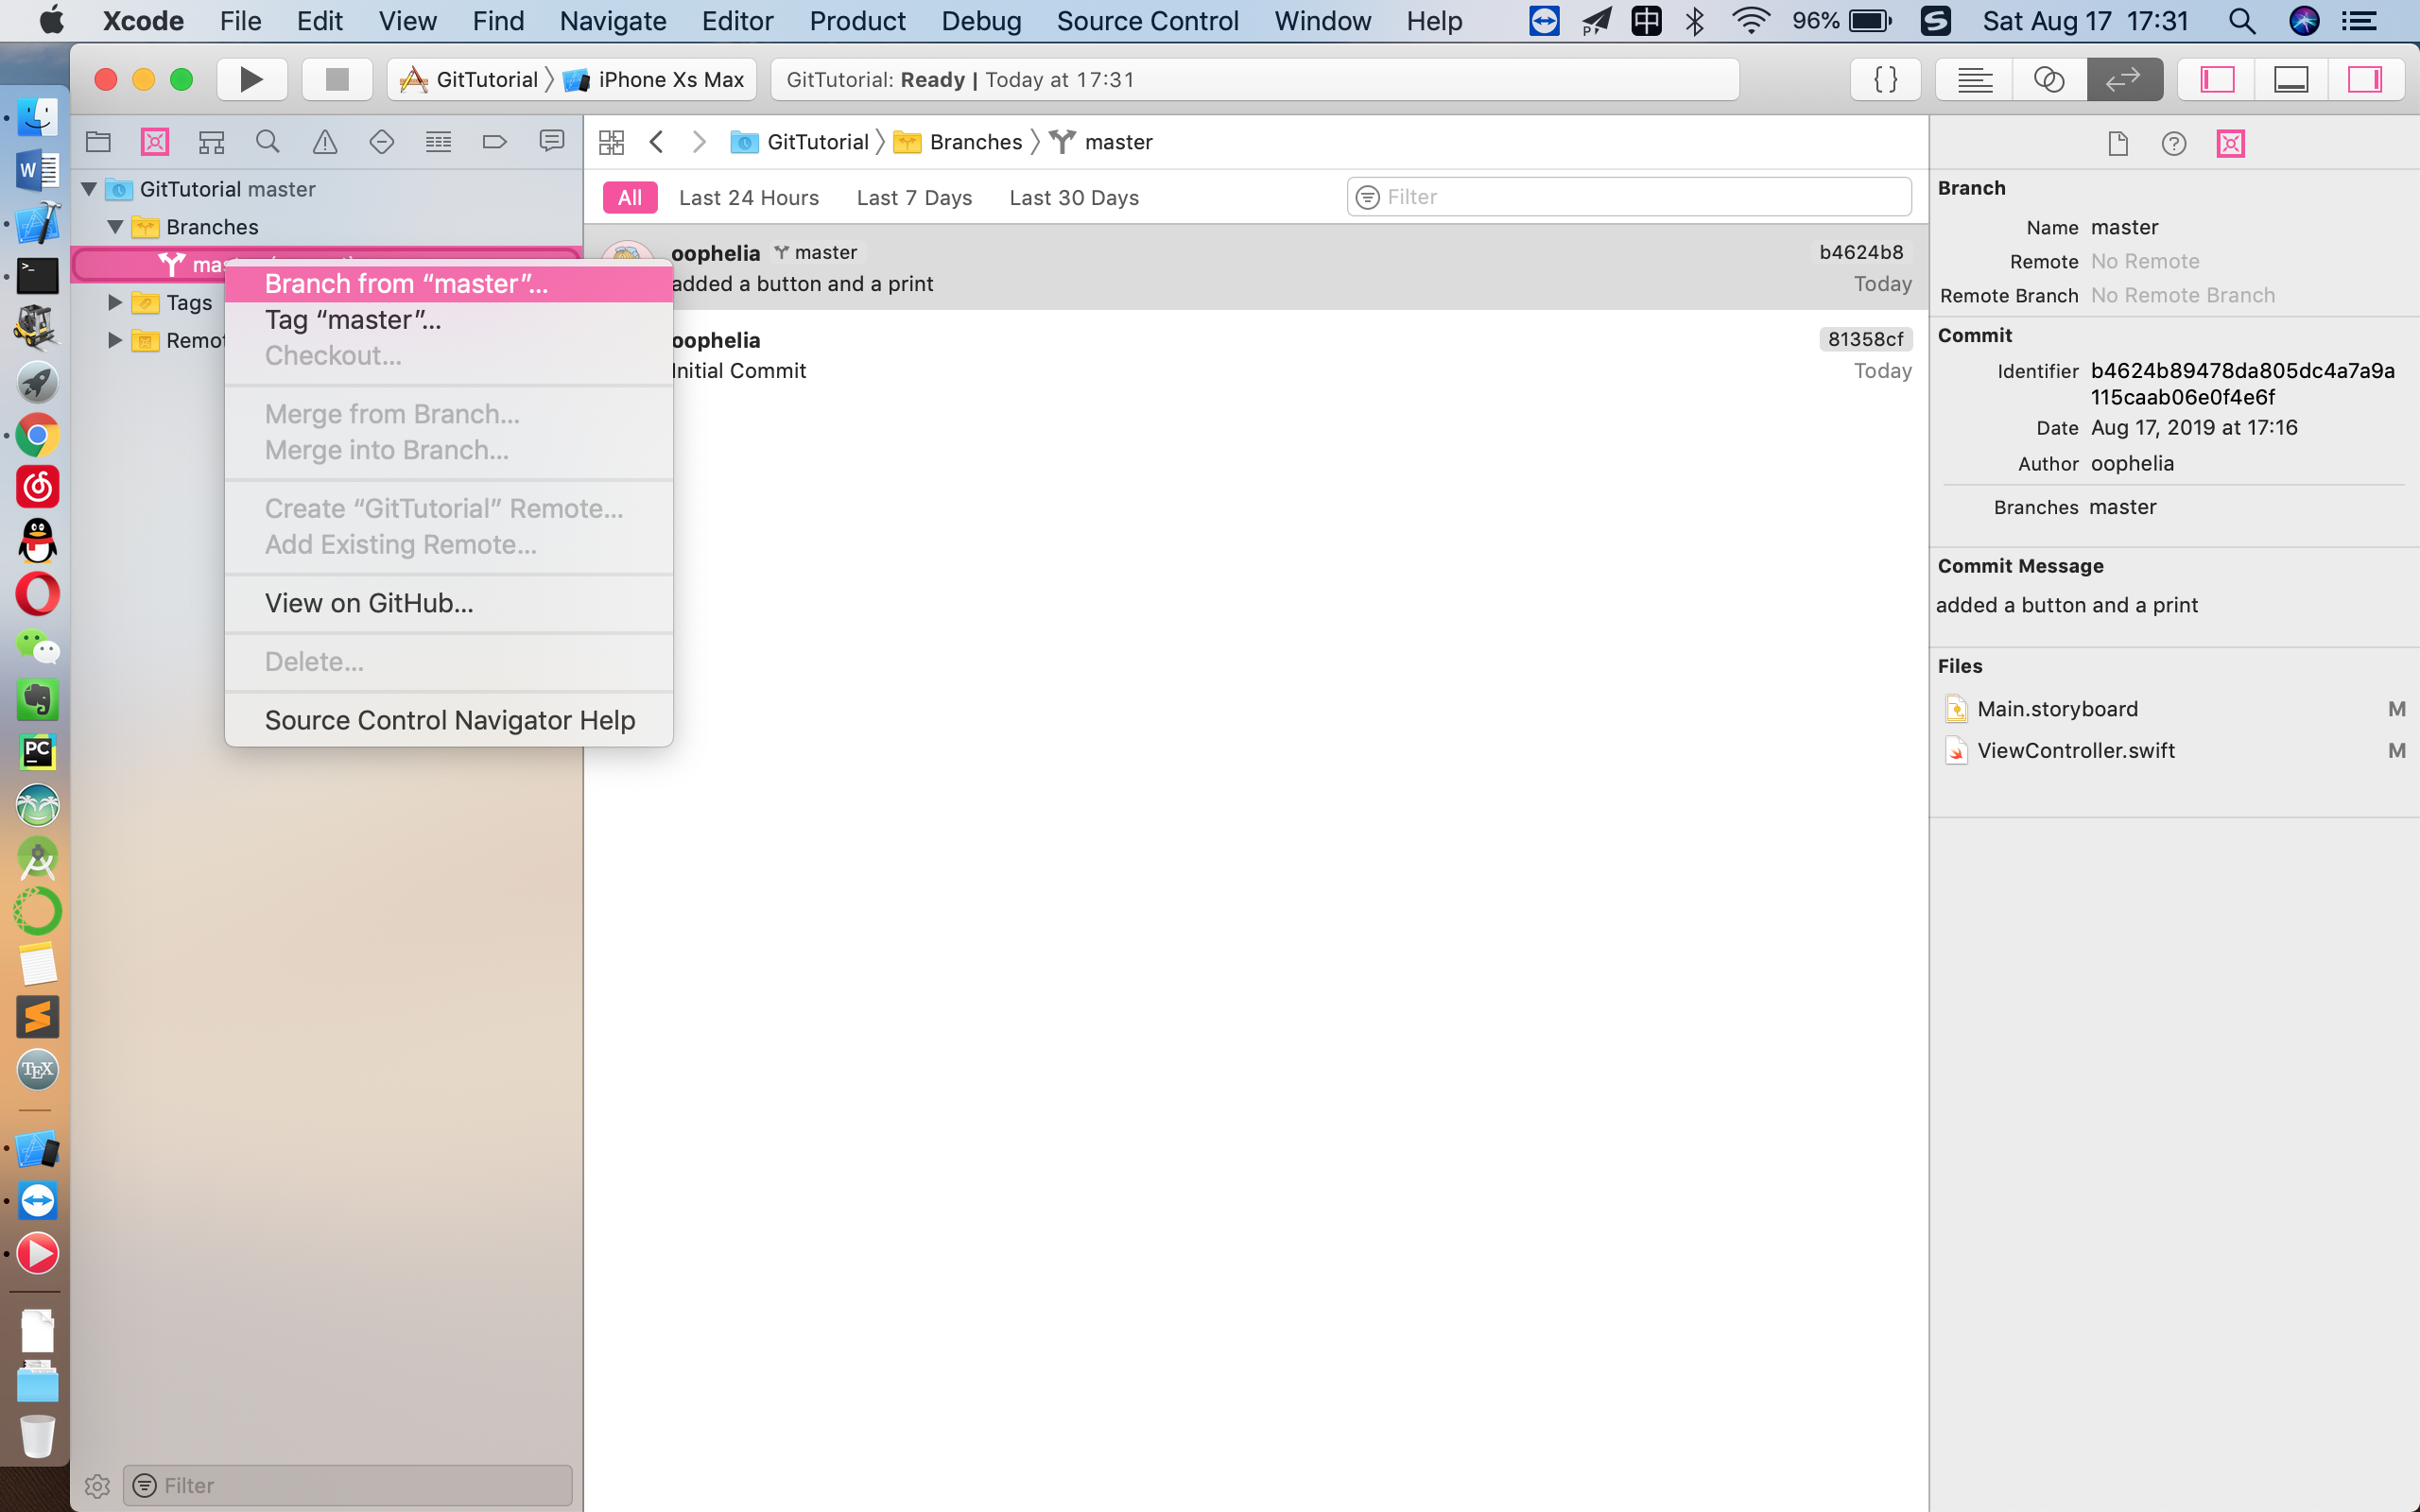 Xcode File Edit View Find Navigate Editor Product Debug Source Control Window Help 中 96% Sat Aug 17 17:31
GitTutorial 〉 iPhone Xs Max
GitTutorial: Ready | Today at 17:31
{ }
GitTutorial 〉 Branches 〉 master
GitTutorial master
Branches
Tags
All Last 24 Hours Last 7 Days Last 30 Days Filter
Branch from “master”...
Tag “master”...
Checkout...
Merge from Branch...
Merge into Branch...
Create “GitTutorial” Remote...
Add Existing Remote...
View on GitHub...
Delete...
Source Control Navigator Help
oophelia master b4624b8
added a button and a print Today
oophelia 81358cf
Initial Commit Today
Branch
Name master
Remote No Remote
Remote Branch No Remote Branch
Commit
Identifier b4624b89478da805dc4a7a9a
115caab06e0f4e6f
Date Aug 17, 2019 at 17:16
Author oophelia
Branches master
Commit Message
added a button and a print
Files
Main.storyboard M
ViewController.swift M
W
PC
TEX
Filter